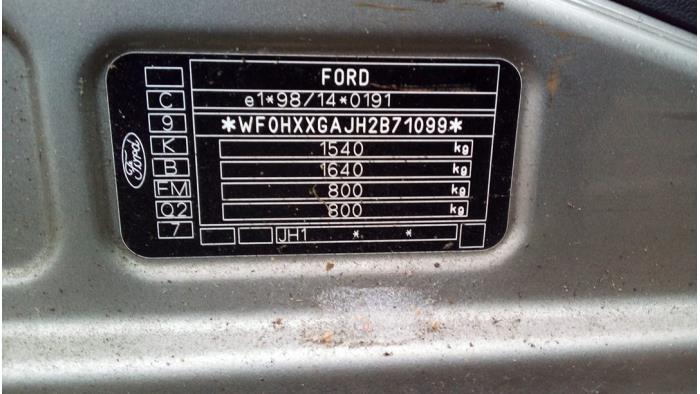 FORD
e1*98/14*0191
*WF0HXXGAJH2B71099*
1540 kg
1640 kg
800 kg
800 kg
JH1 * *
C
9
K
B
FM
Q2
7
Ford